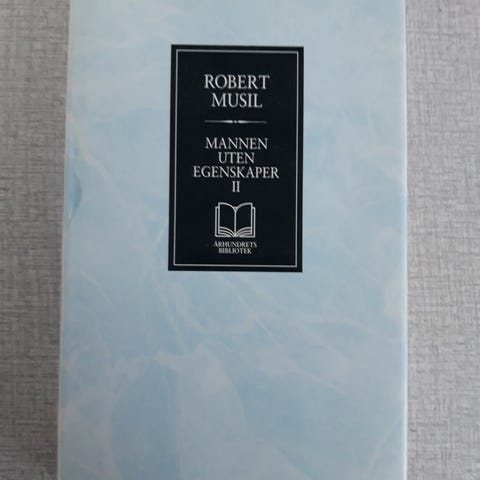 ROBERT
MUSIL
MANNEN
UTEN
EGENSKAPER
II
ÅRHUNDRETS
BIBLIOTEK